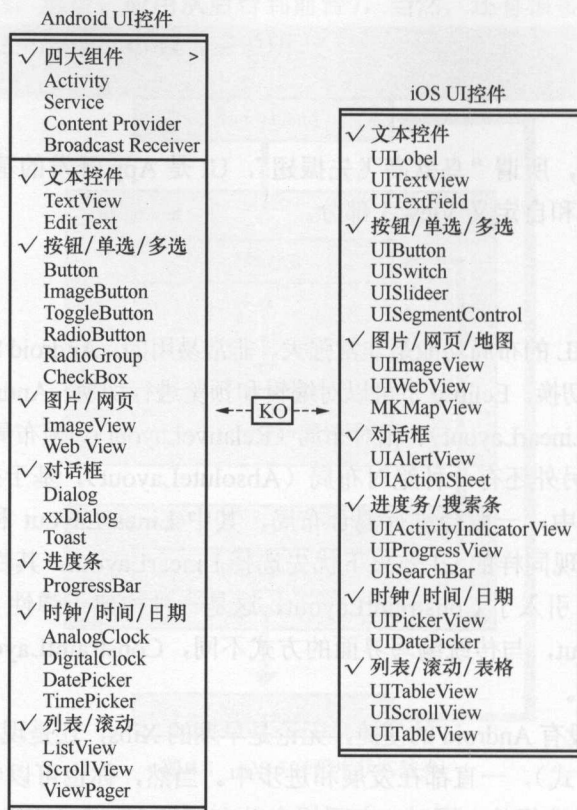 Android UI控件
✓ 四大组件 >
Activity
Service
Content Provider
Broadcast Receiver
✓ 文本控件
TextView
Edit Text
✓ 按钮/单选/多选
Button
ImageButton
ToggleButton
RadioButton
RadioGroup
CheckBox
✓ 图片/网页
ImageView
Web View
✓ 对话框
Dialog
xxDialog
Toast
✓ 进度条
ProgressBar
✓ 时钟/时间/日期
AnalogClock
DigitalClock
DatePicker
TimePicker
✓ 列表/滚动
ListView
ScrollView
ViewPager
KO
iOS UI控件
✓ 文本控件
UILobel
UITextView
UITextField
✓ 按钮/单选/多选
UIButton
UISwitch
UISlideer
UISegmentControl
✓ 图片/网页/地图
UIImageView
UIWebView
MKMapView
✓ 对话框
UIAlertView
UIActionSheet
✓ 进度条/搜索条
UIActivityIndicatorView
UIProgressView
UISearchBar
✓ 时钟/时间/日期
UIPickerView
UIDatePicker
✓ 列表/滚动/表格
UITableView
UIScrollView
UITableView